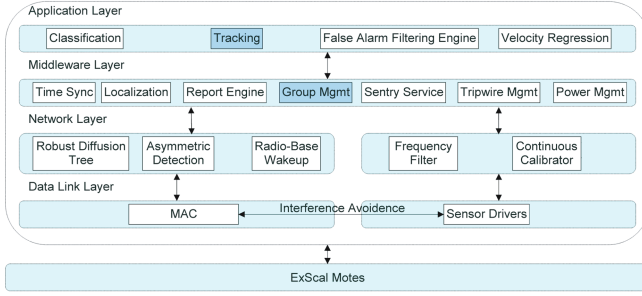 Application Layer
Classification
Tracking
False Alarm Filtering Engine
Velocity Regression
Middleware Layer
Time Sync
Localization
Report Engine
Group Mgmt
Sentry Service
Tripwire Mgmt
Power Mgmt
Network Layer
Robust Diffusion
Tree
Asymmetric
Detection
Radio-Base
Wakeup
Frequency
Filter
Continuous
Calibrator
Data Link Layer
MAC
Interference Avoidence
Sensor Drivers
ExScal Motes